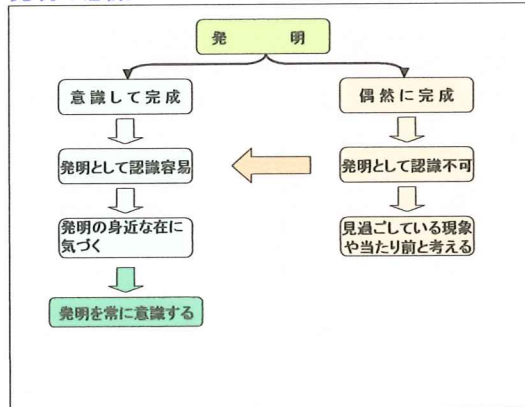 発 明
意識して完成
偶然に完成
発明として認識容易
発明として認識不可
発明の身近な在に
気づく
見過ごしている現象
や当たり前と考える
発明を常に意識する